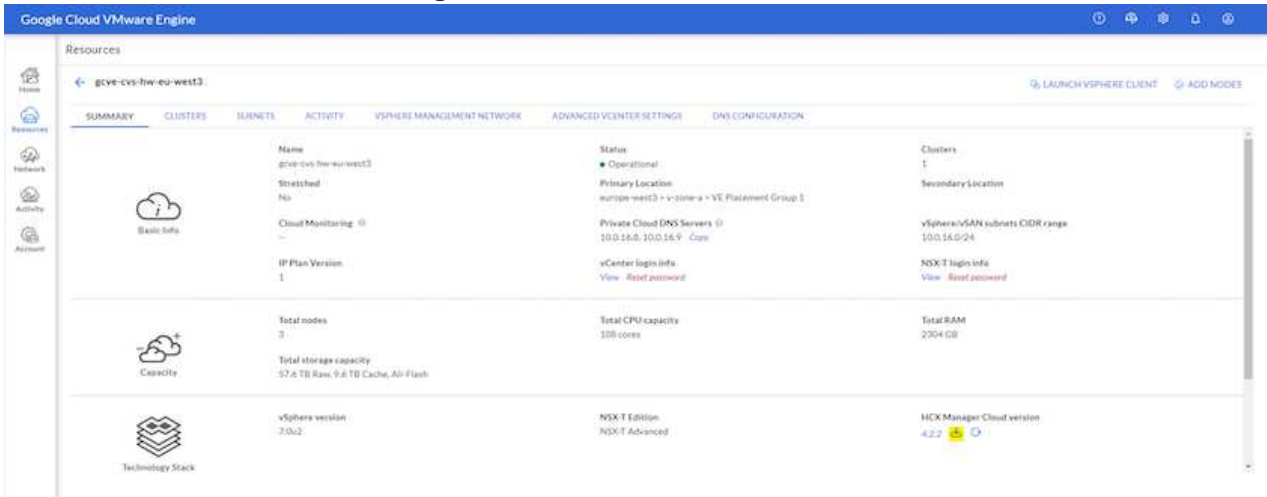 Google Cloud VMware Engine
Resources
Home
gcve-cvs-hw-eu-west3
LAUNCH VSPHERE CLIENT
ADD NODES
Resources
SUMMARY CLUSTERS SUBNETS ACTIVITY VSPHERE MANAGEMENT NETWORK ADVANCED VCENTER SETTINGS DNS CONFIGURATION
Network
Activity
Account
Basic Info
Name
gcve-cvs-hw-eu-west3
Status
Operational
Clusters
1
Stretched
No
Primary Location
europe-west3 > v-zone-a > VE Placement Group 1
Secondary Location
Cloud Monitoring
--
Private Cloud DNS Servers
10.0.16.8, 10.0.16.9 Copy
vSphere/vSAN subnets CIDR range
10.0.16.0/24
IP Plan Version
1
vCenter login info
View Reset password
NSX-T login info
View Reset password
Capacity
Total nodes
3
Total CPU capacity
108 cores
Total RAM
2304 GB
Total storage capacity
57.6 TB Raw, 9.6 TB Cache, All-Flash
Technology Stack
vSphere version
7.0u2
NSX-T Edition
NSX-T Advanced
HCX Manager Cloud version
4.2.2